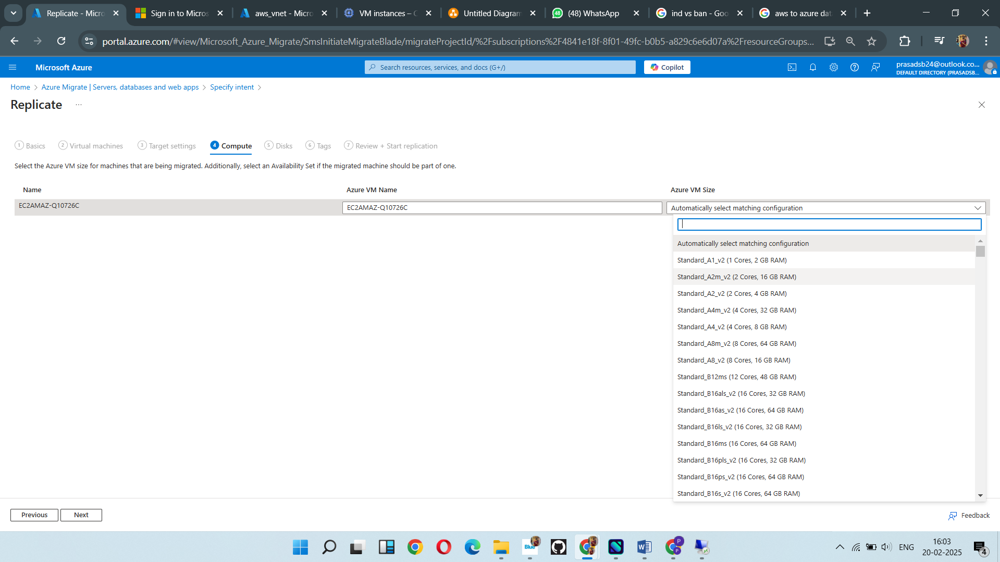 Replicate - Micro
Sign in to Micros
aws_vnet - Micro
VM instances – C
Untitled Diagram
(48) WhatsApp
ind vs ban - Goo
aws to azure dat
portal.azure.com/#view/Microsoft_Azure_Migrate/SmsInitiateMigrateBlade/migrateProjectId/%2Fsubscriptions%2F4841e18f-8f01-49fc-b0b5-a829c6e6d07a%2FresourceGroups...
Microsoft Azure
Search resources, services, and docs (G+/)
Copilot
prasadsb24@outlook.co...
DEFAULT DIRECTORY (PRASADSB...
Home > Azure Migrate | Servers, databases and web apps > Specify intent >
Replicate ...
1 Basics 2 Virtual machines 3 Target settings 4 Compute 5 Disks 6 Tags 7 Review + Start replication
Select the Azure VM size for machines that are being migrated. Additionally, select an Availability Set if the migrated machine should be part of one.
Name Azure VM Name Azure VM Size
EC2AMAZ-Q10726C EC2AMAZ-Q10726C Automatically select matching configuration
Automatically select matching configuration
Standard_A1_v2 (1 Cores, 2 GB RAM)
Standard_A2m_v2 (2 Cores, 16 GB RAM)
Standard_A2_v2 (2 Cores, 4 GB RAM)
Standard_A4m_v2 (4 Cores, 32 GB RAM)
Standard_A4_v2 (4 Cores, 8 GB RAM)
Standard_A8m_v2 (8 Cores, 64 GB RAM)
Standard_A8_v2 (8 Cores, 16 GB RAM)
Standard_B12ms (12 Cores, 48 GB RAM)
Standard_B16als_v2 (16 Cores, 32 GB RAM)
Standard_B16as_v2 (16 Cores, 64 GB RAM)
Standard_B16ls_v2 (16 Cores, 32 GB RAM)
Standard_B16ms (16 Cores, 64 GB RAM)
Standard_B16pls_v2 (16 Cores, 32 GB RAM)
Standard_B16ps_v2 (16 Cores, 64 GB RAM)
Standard_B16s_v2 (16 Cores, 64 GB RAM)
Previous Next
Feedback
Blue
P
P
ENG
16:03
20-02-2025
4